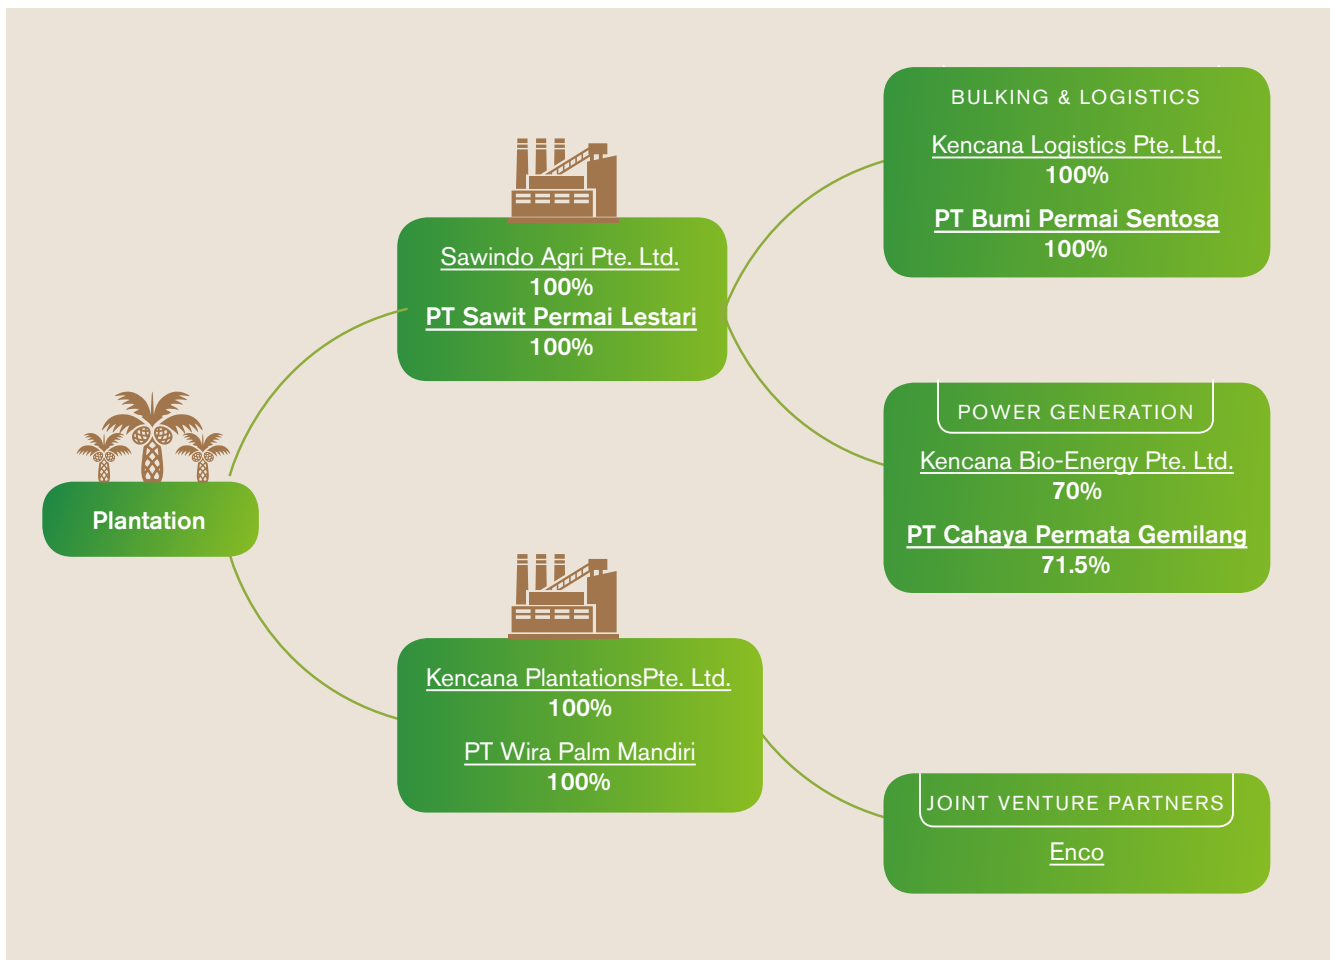 Plantation
Sawindo Agri Pte. Ltd.
100%
PT Sawit Permai Lestari
100%
Kencana PlantationsPte. Ltd.
100%
PT Wira Palm Mandiri
100%
BULKING & LOGISTICS
Kencana Logistics Pte. Ltd.
100%
PT Bumi Permai Sentosa
100%
POWER GENERATION
Kencana Bio-Energy Pte. Ltd.
70%
PT Cahaya Permata Gemilang
71.5%
JOINT VENTURE PARTNERS
Enco